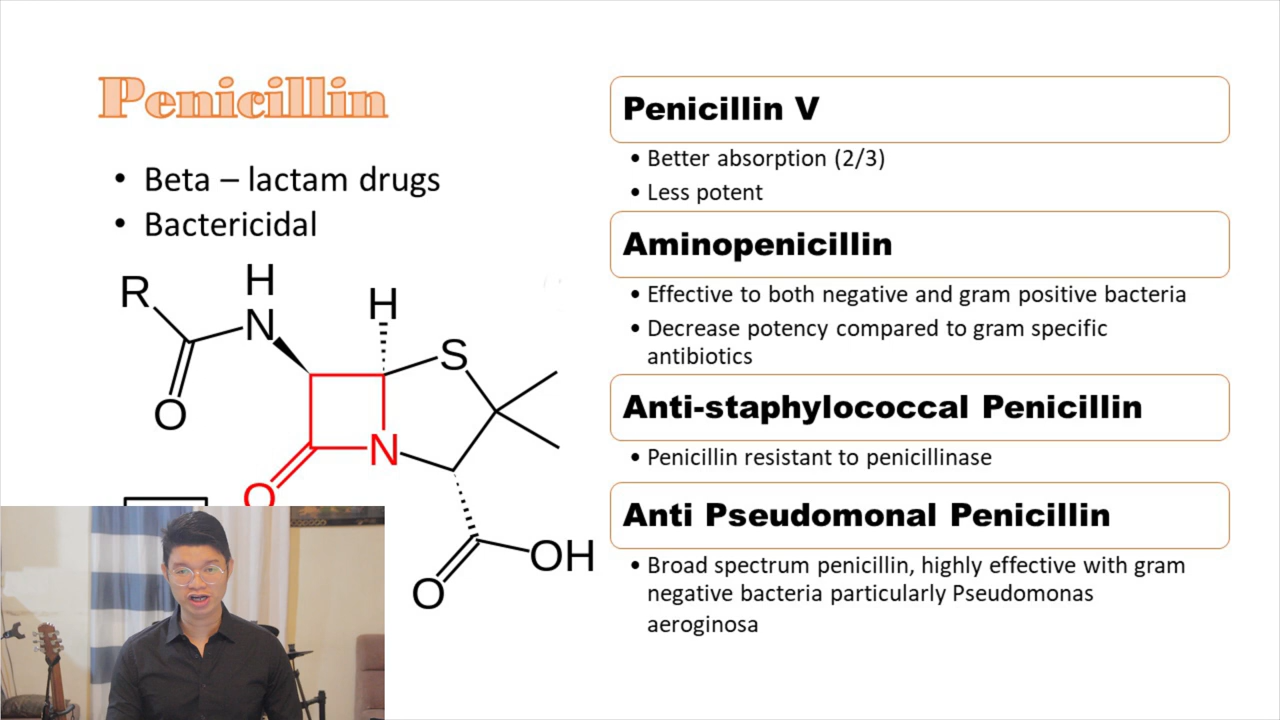 Penicillin
• Beta – lactam drugs
• Bactericidal
H
R
N
H
S
O
N
O
OH
O
Penicillin V
• Better absorption (2/3)
• Less potent
Aminopenicillin
• Effective to both negative and gram positive bacteria
• Decrease potency compared to gram specific
antibiotics
Anti-staphylococcal Penicillin
• Penicillin resistant to penicillinase
Anti Pseudomonal Penicillin
• Broad spectrum penicillin, highly effective with gram
negative bacteria particularly Pseudomonas
aeroginosa